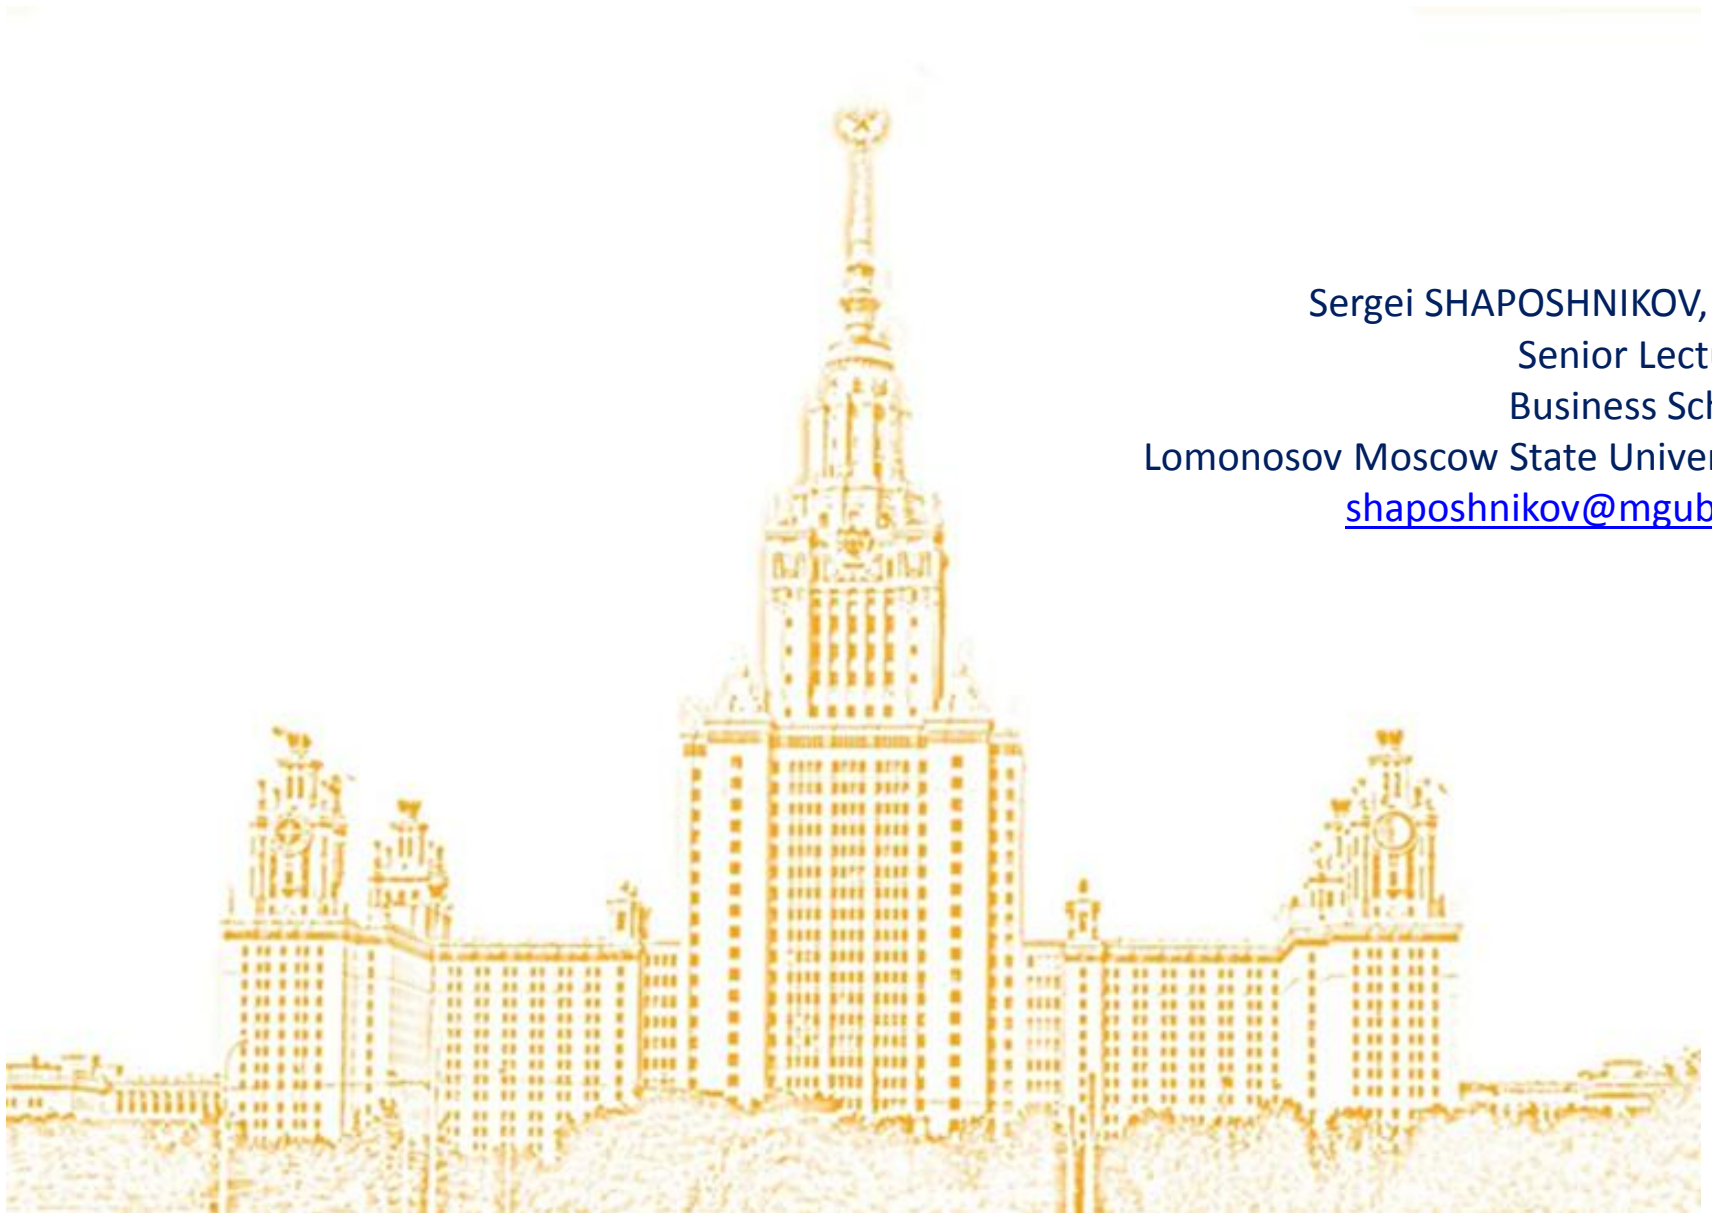 Sergei SHAPOSHNIKOV,
Senior Lect
Business Sc
Lomonosov Moscow State Unive
shaposhnikov@mgub